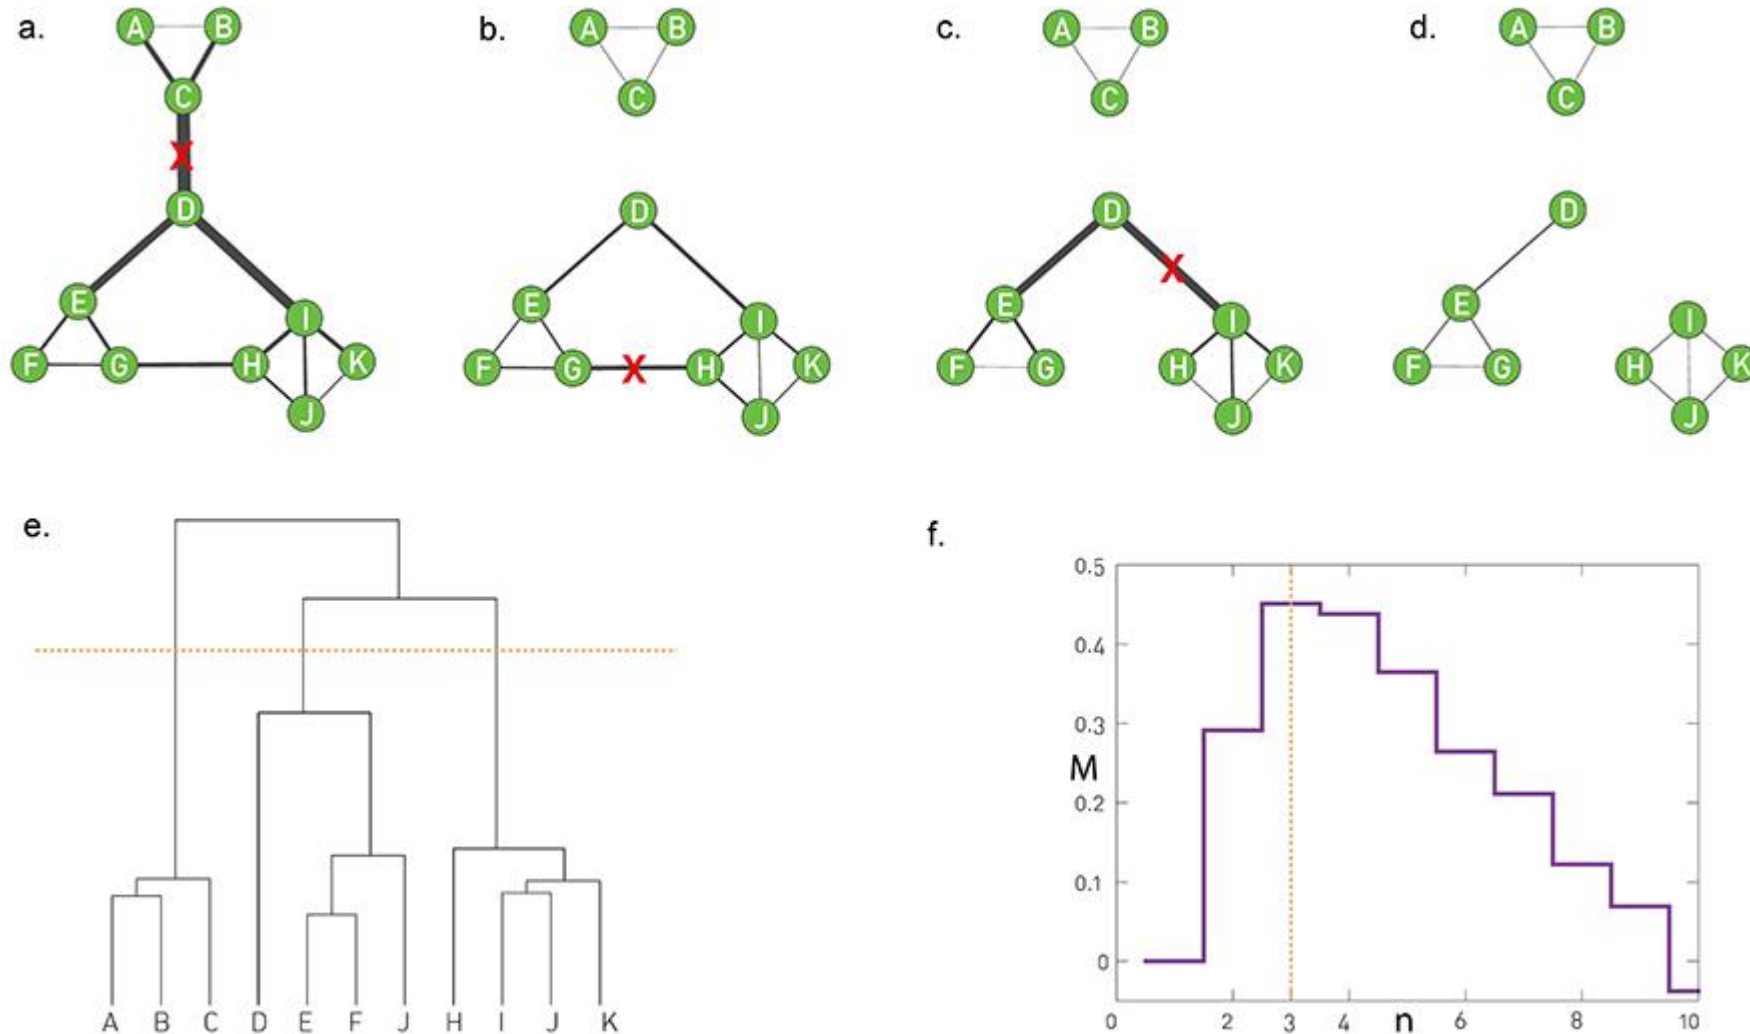 a.
A B
C
X
D
E
I
F G H K
J
b.
A B
C
D
E
I
F G X H K
J
c.
A B
C
D
X
E
I
F G H K
J
d.
A B
C
D
E
I
F G H K
J
e.
A B C D E F J H I J K
f.
0.5
0.4
0.3
M
0.2
0.1
0
0 2 3 4 n 6 8 10